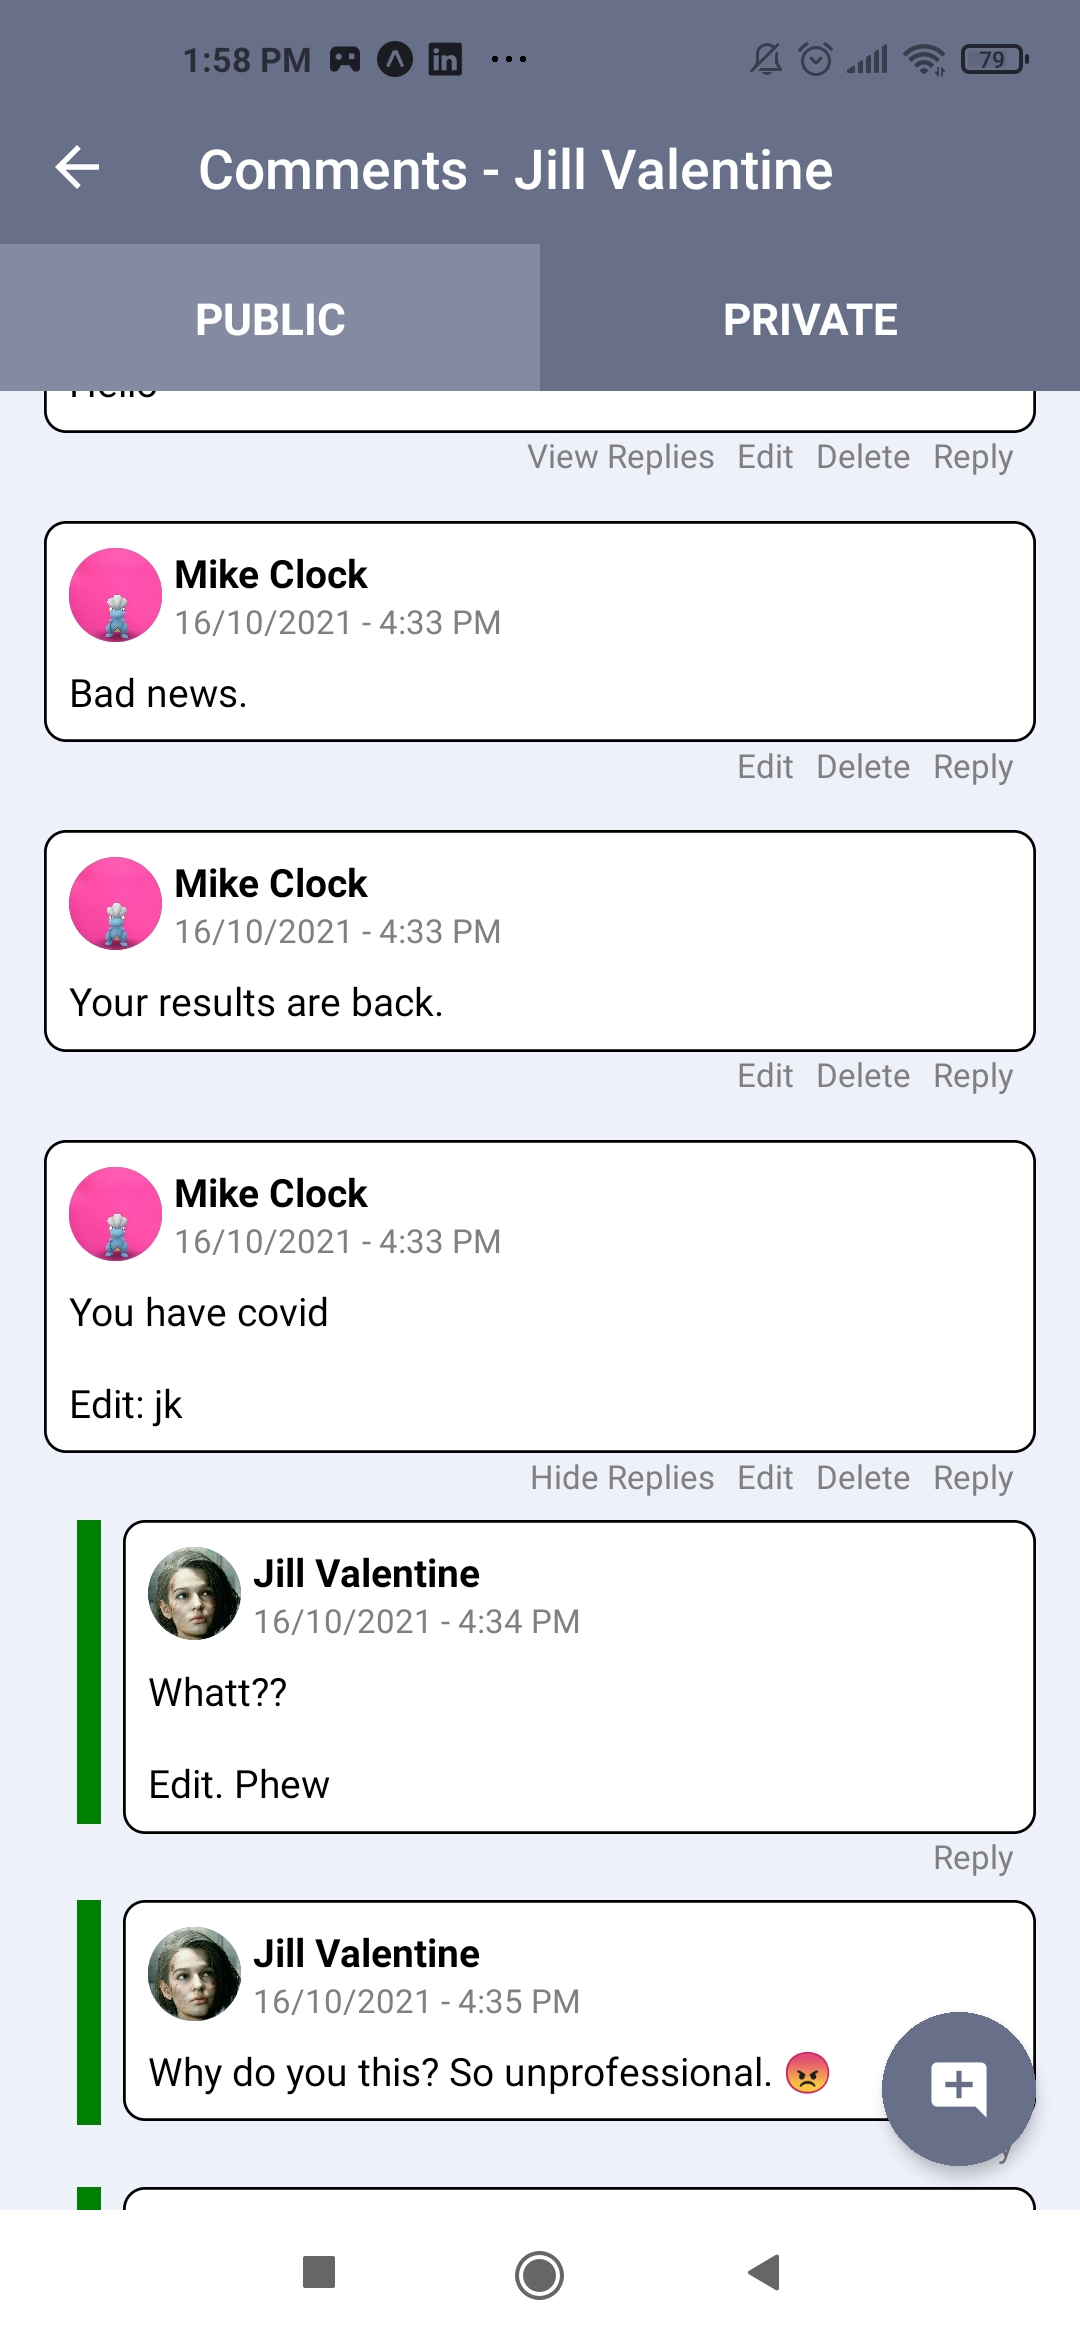 1:58 PM
79
Comments - Jill Valentine
PUBLIC
PRIVATE
View Replies Edit Delete Reply
Mike Clock
16/10/2021 - 4:33 PM
Bad news.
Edit Delete Reply
Mike Clock
16/10/2021 - 4:33 PM
Your results are back.
Edit Delete Reply
Mike Clock
16/10/2021 - 4:33 PM
You have covid
Edit: jk
Hide Replies Edit Delete Reply
Jill Valentine
16/10/2021 - 4:34 PM
Whatt??
Edit. Phew
Reply
Jill Valentine
16/10/2021 - 4:35 PM
Why do you this? So unprofessional. 😡